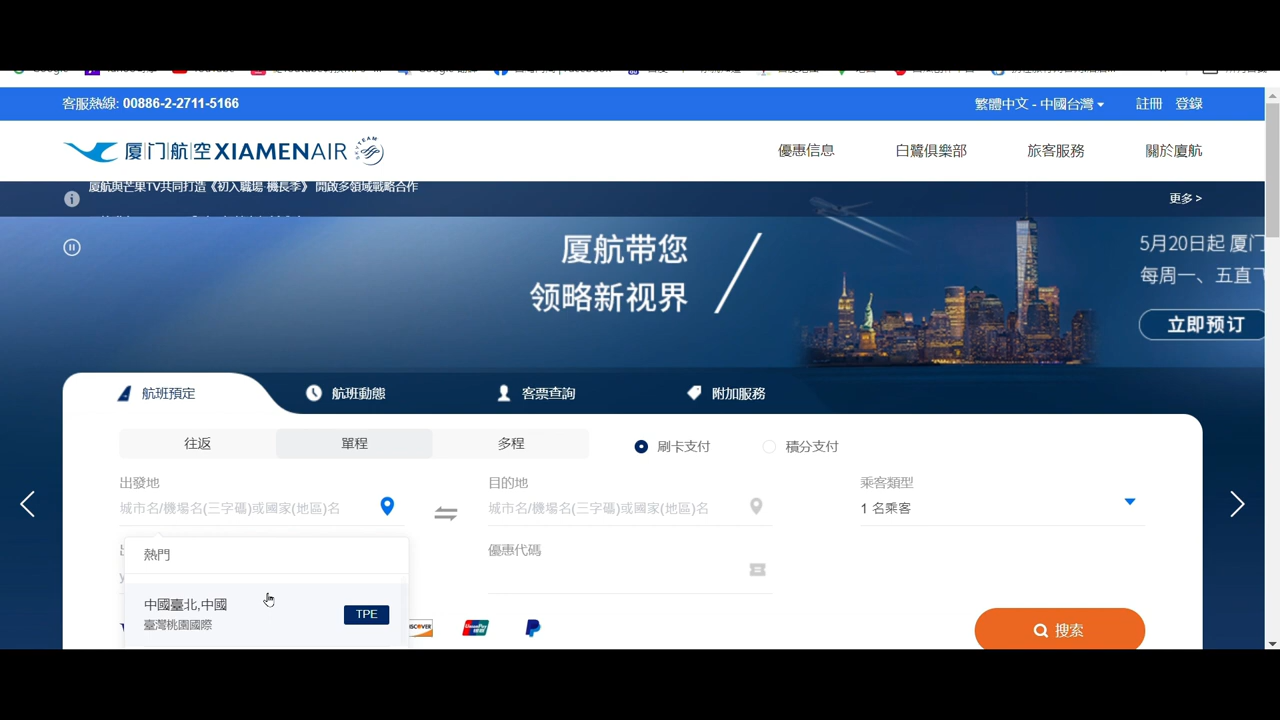 客服熱線: 00886-2-2711-5166
繁體中文 - 中國台灣
註冊 登錄
厦门航空 XIAMENAIR
SKYTEAM
優惠信息
白鷺俱樂部
旅客服務
關於廈航
廈航與芒果TV共同打造《初入職場·機長季》 開啟多領域戰略合作
更多 >
厦航带您
领略新视界
5月20日起 厦门
每周一、五直
立即预订
航班預定
航班動態
客票查詢
附加服務
往返
單程
多程
刷卡支付
積分支付
出發地
目的地
乘客類型
城市名/機場名(三字碼)或國家(地區)名
城市名/機場名(三字碼)或國家(地區)名
1 名乘客
熱門
優惠代碼
中國臺北,中國
臺灣桃園國際
TPE
搜索